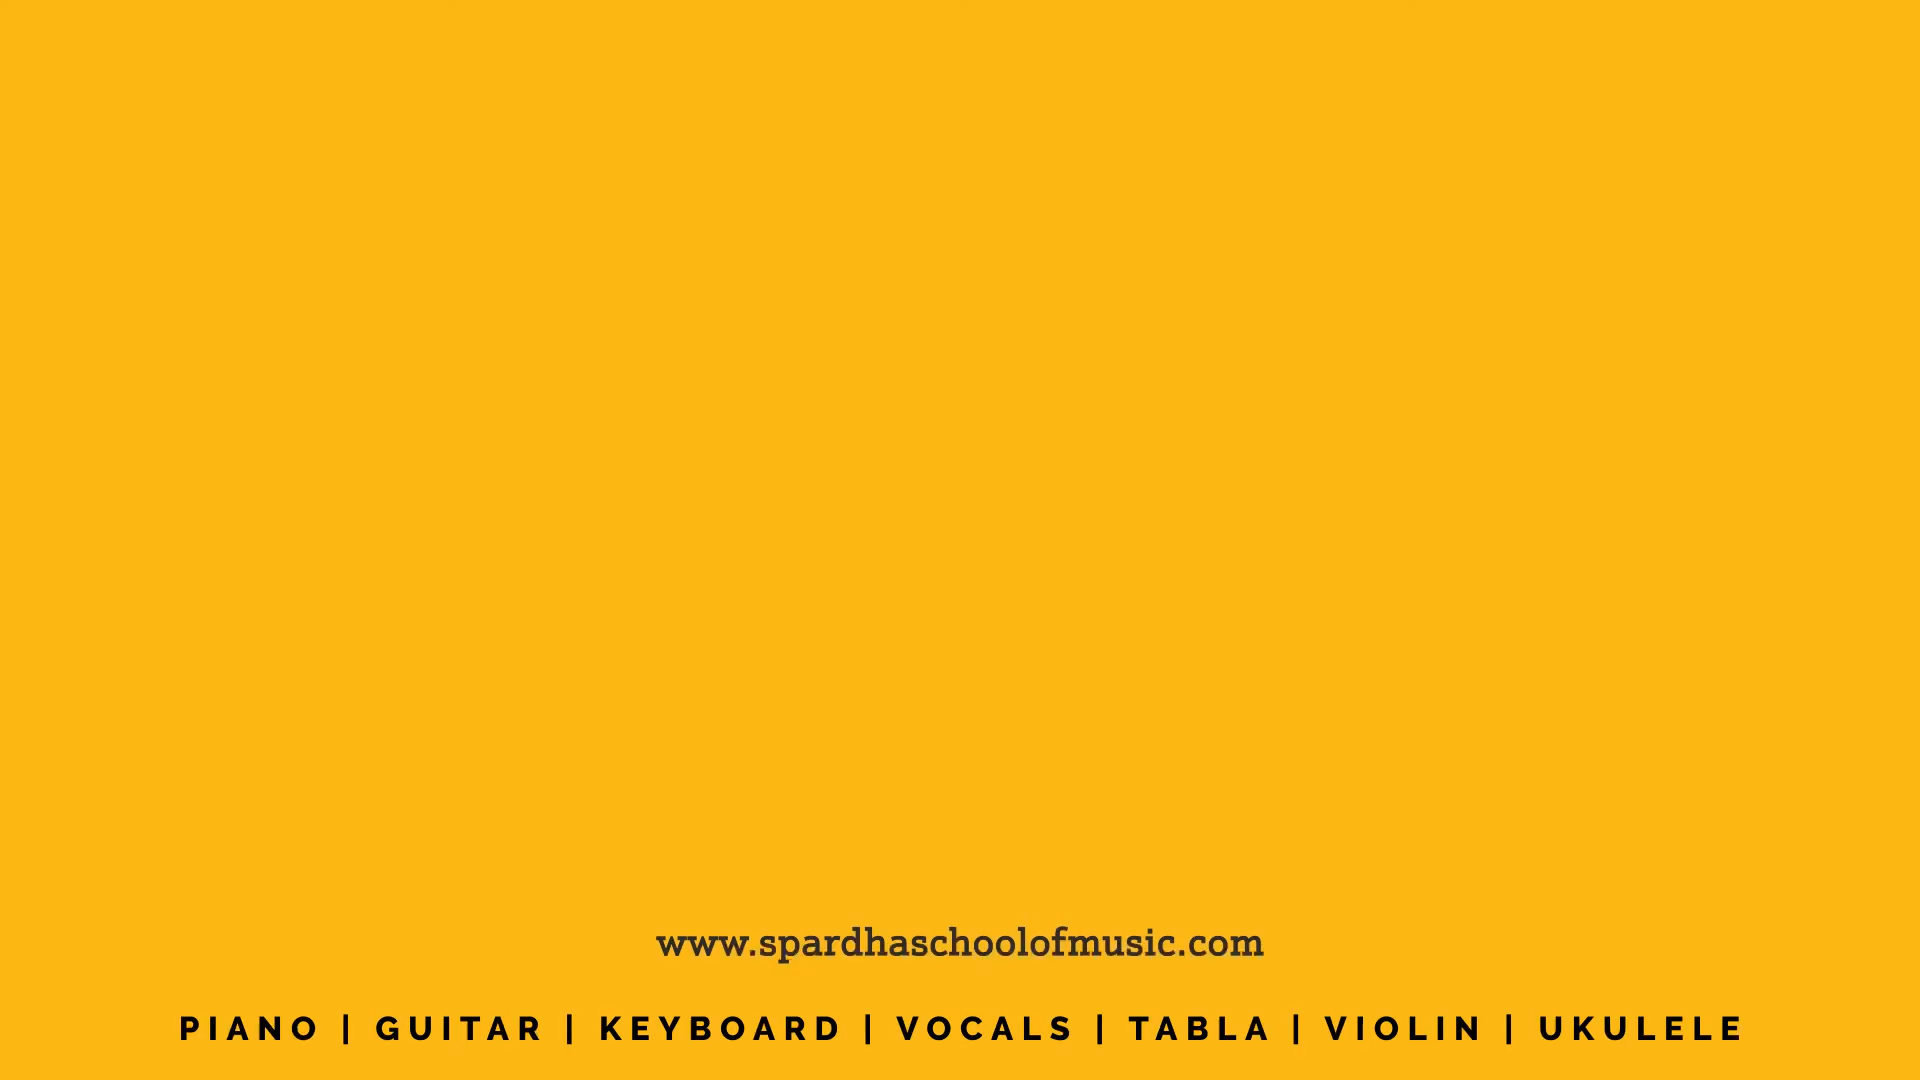 www.spardhaschoolofmusic.com
PIANO | GUITAR | KEYBOARD | VOCALS | TABLA | VIOLIN | UKULELE